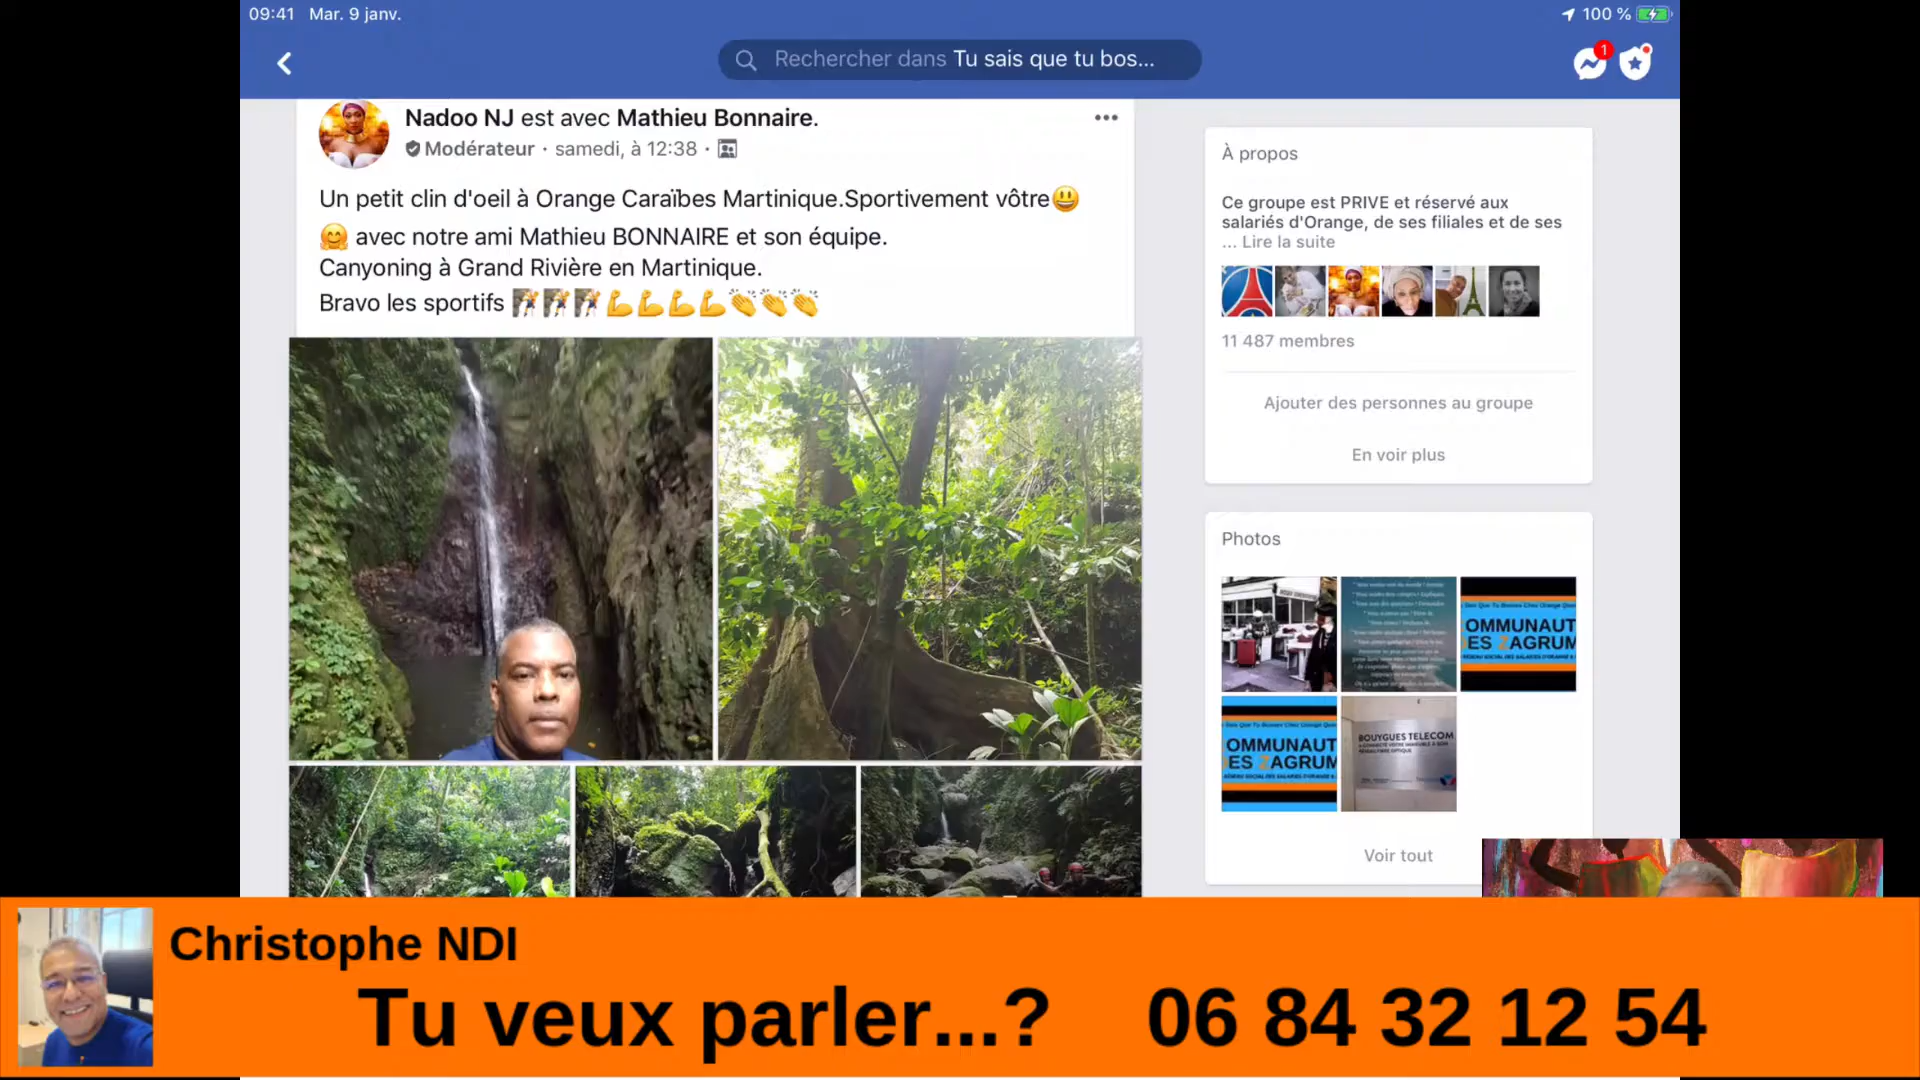 09:41 Mar. 9 janv.
100 %
Rechercher dans Tu sais que tu bos...
1
Nadoo NJ est avec Mathieu Bonnaire.
Modérateur · samedi, à 12:38 ·
Un petit clin d'oeil à Orange Caraïbes Martinique.Sportivement vôtre😃
🤗 avec notre ami Mathieu BONNAIRE et son équipe.
Canyoning à Grand Rivière en Martinique.
Bravo les sportifs 🧗🧗🧗💪💪💪💪👏👏👏
À propos
Ce groupe est PRIVE et réservé aux
salariés d'Orange, de ses filiales et de ses
... Lire la suite
11 487 membres
Ajouter des personnes au groupe
En voir plus
Photos
OMMUNAUT
ES ZAGRUM
OMMUNAUT
ES ZAGRUM
BOUYGUES TELECOM
Voir tout
Christophe NDI
Tu veux parler...? 06 84 32 12 54